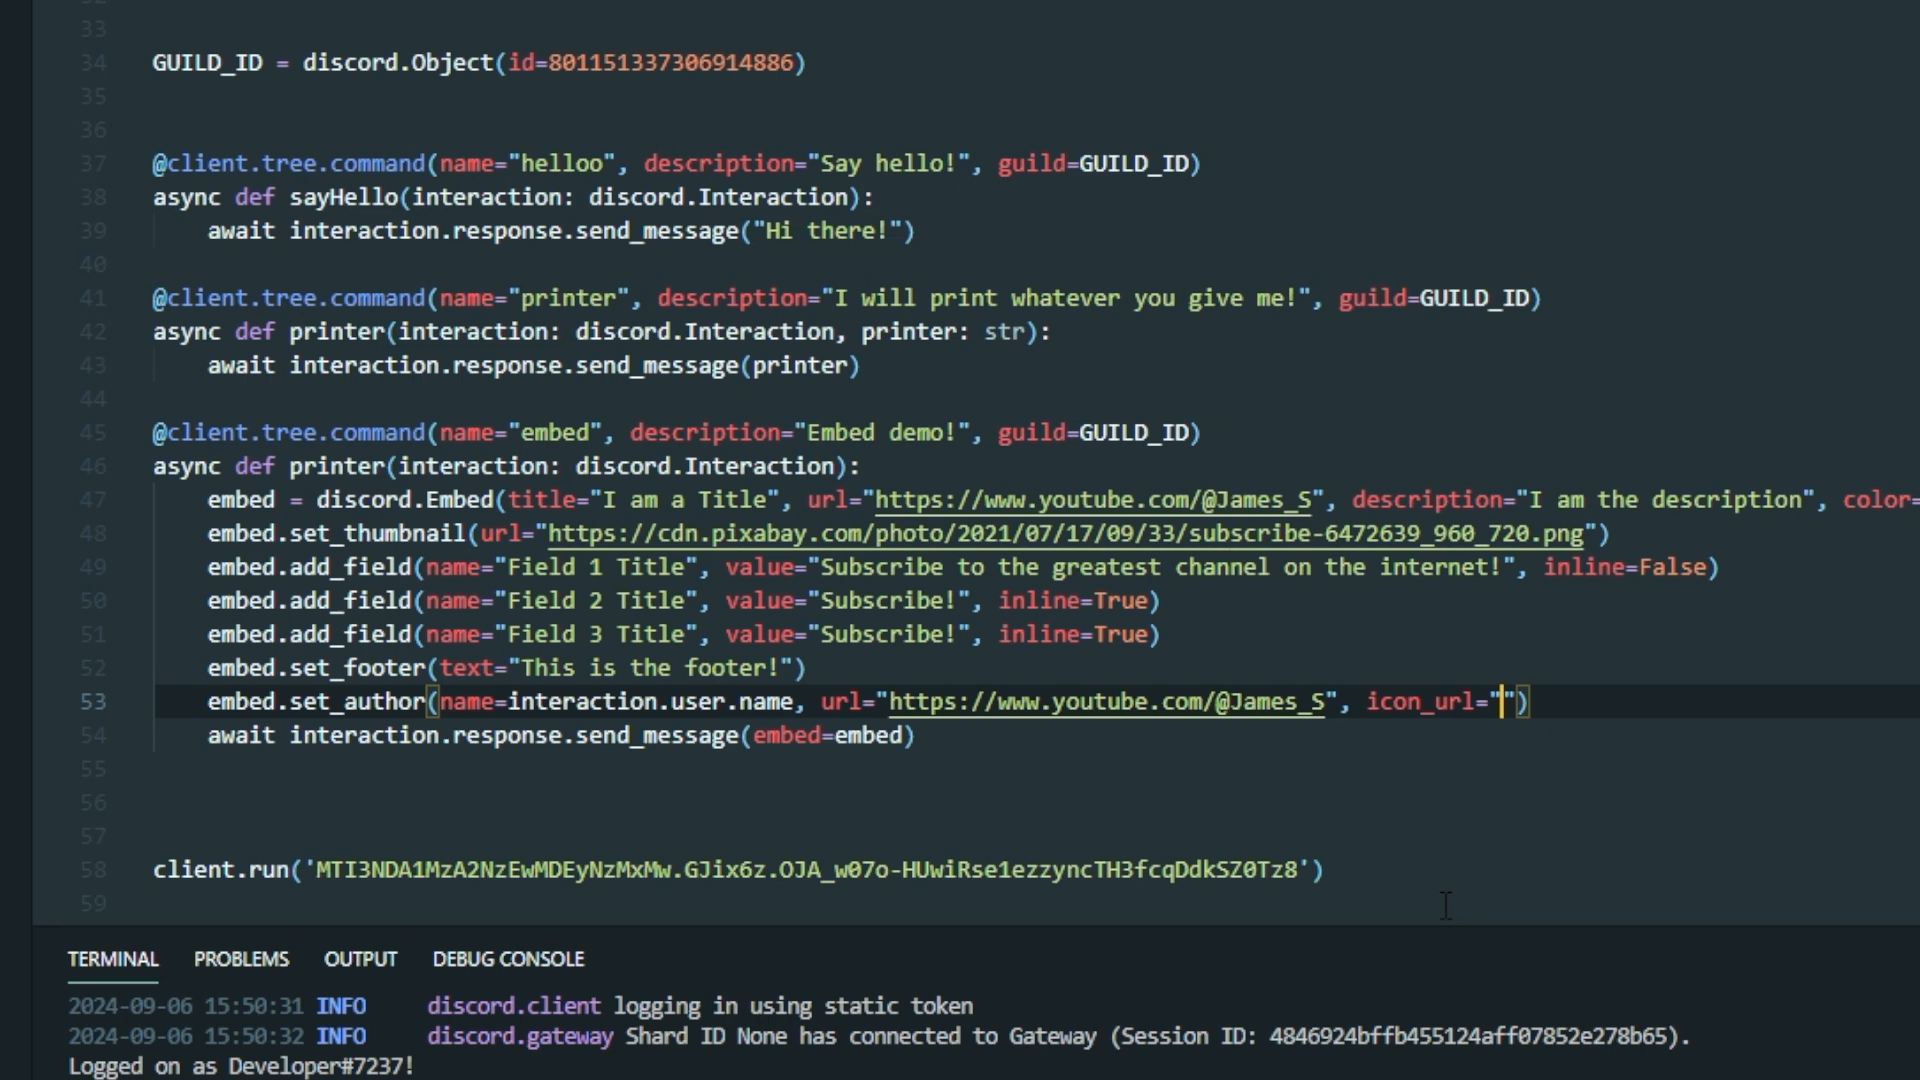 33
34 GUILD_ID = discord.Object(id=801151337306914886)
35
36
37 @client.tree.command(name="helloo", description="Say hello!", guild=GUILD_ID)
38 async def sayHello(interaction: discord.Interaction):
39 await interaction.response.send_message("Hi there!")
40
41 @client.tree.command(name="printer", description="I will print whatever you give me!", guild=GUILD_ID)
42 async def printer(interaction: discord.Interaction, printer: str):
43 await interaction.response.send_message(printer)
44
45 @client.tree.command(name="embed", description="Embed demo!", guild=GUILD_ID)
46 async def printer(interaction: discord.Interaction):
47 embed = discord.Embed(title="I am a Title", url="https://www.youtube.com/@James_S", description="I am the description", color=
48 embed.set_thumbnail(url="https://cdn.pixabay.com/photo/2021/07/17/09/33/subscribe-6472639_960_720.png")
49 embed.add_field(name="Field 1 Title", value="Subscribe to the greatest channel on the internet!", inline=False)
50 embed.add_field(name="Field 2 Title", value="Subscribe!", inline=True)
51 embed.add_field(name="Field 3 Title", value="Subscribe!", inline=True)
52 embed.set_footer(text="This is the footer!")
53 embed.set_author(name=interaction.user.name, url="https://www.youtube.com/@James_S", icon_url="")
54 await interaction.response.send_message(embed=embed)
55
56
57
58 client.run('MTI3NDA1MzA2NzEwMDEyNzMxMw.GJix6z.OJA_w07o-HUwiRse1ezzyncTH3fcqDdkSZ0Tz8')
59
TERMINAL PROBLEMS OUTPUT DEBUG CONSOLE
2024-09-06 15:50:31 INFO discord.client logging in using static token
2024-09-06 15:50:32 INFO discord.gateway Shard ID None has connected to Gateway (Session ID: 4846924bffb455124aff07852e278b65).
Logged on as Developer#7237!